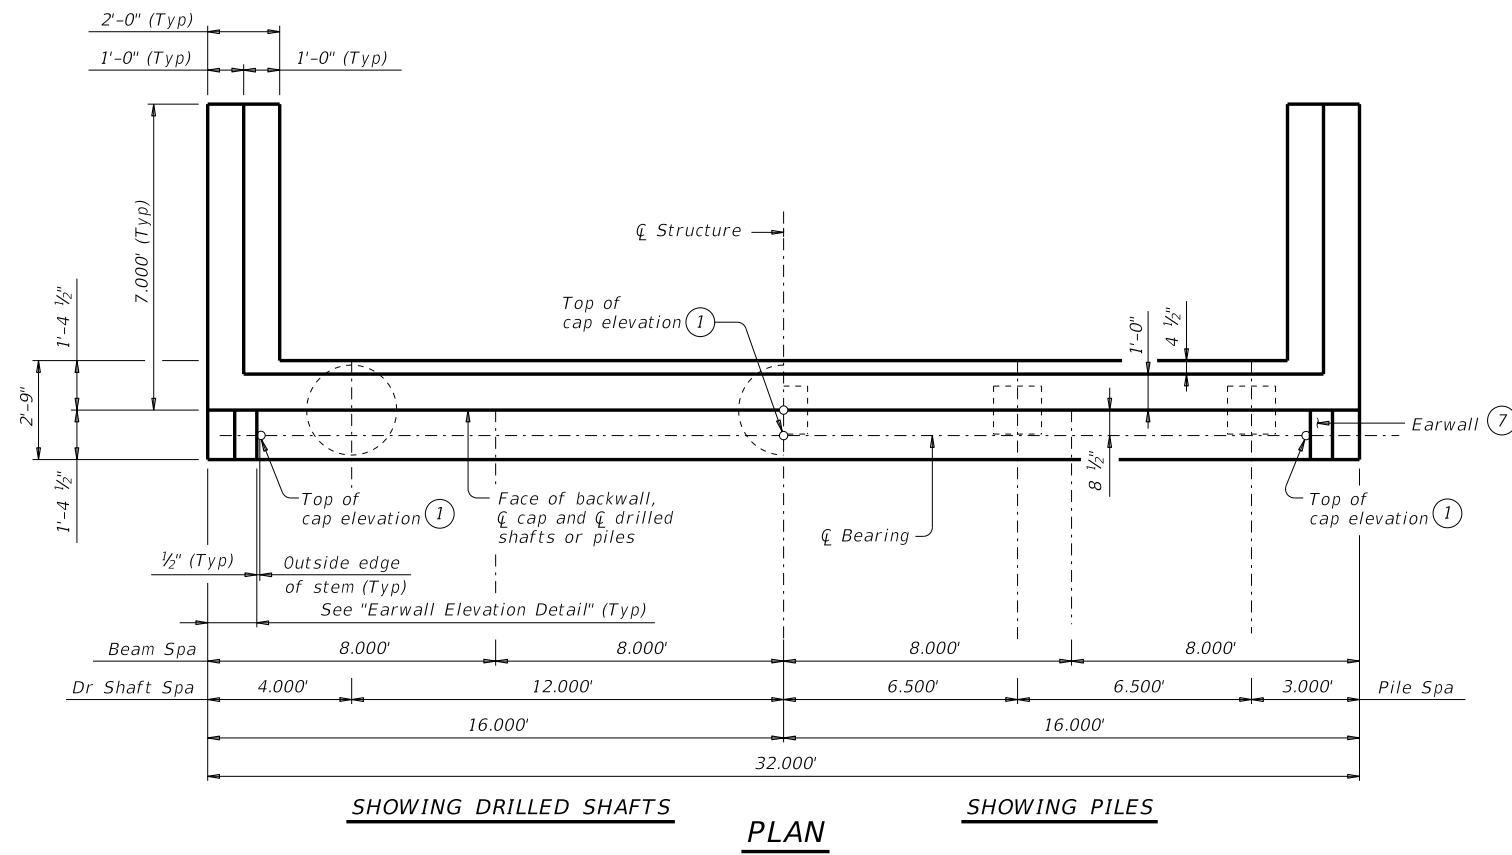 2'-0" (Typ)
1'-0" (Typ)
1'-0" (Typ)
7.000' (Typ)
1'-4 ½"
2'-9"
1'-4 ½"
℄ Structure
Top of
cap elevation 1
1'-0"
4 ½"
8 ½"
Earwall 7
Top of
cap elevation 1
Face of backwall,
℄ cap and ℄ drilled
shafts or piles
℄ Bearing
Top of
cap elevation 1
½" (Typ)
Outside edge
of stem (Typ)
See "Earwall Elevation Detail" (Typ)
Beam Spa 8.000' 8.000' 8.000' 8.000'
Dr Shaft Spa 4.000' 12.000' 6.500' 6.500' 3.000' Pile Spa
16.000' 16.000'
32.000'
SHOWING DRILLED SHAFTS
SHOWING PILES
PLAN